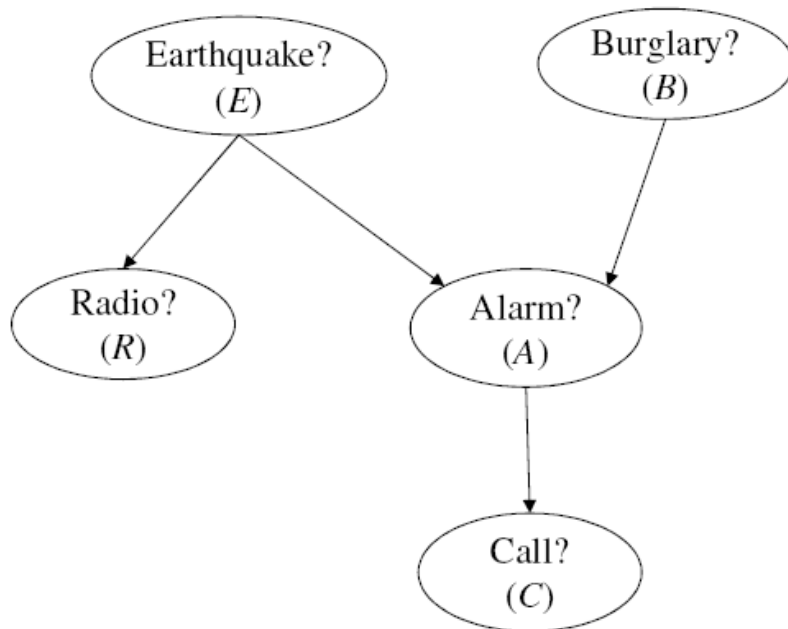 Earthquake?
(E)
Burglary?
(B)
Radio?
(R)
Alarm?
(A)
Call?
(C)